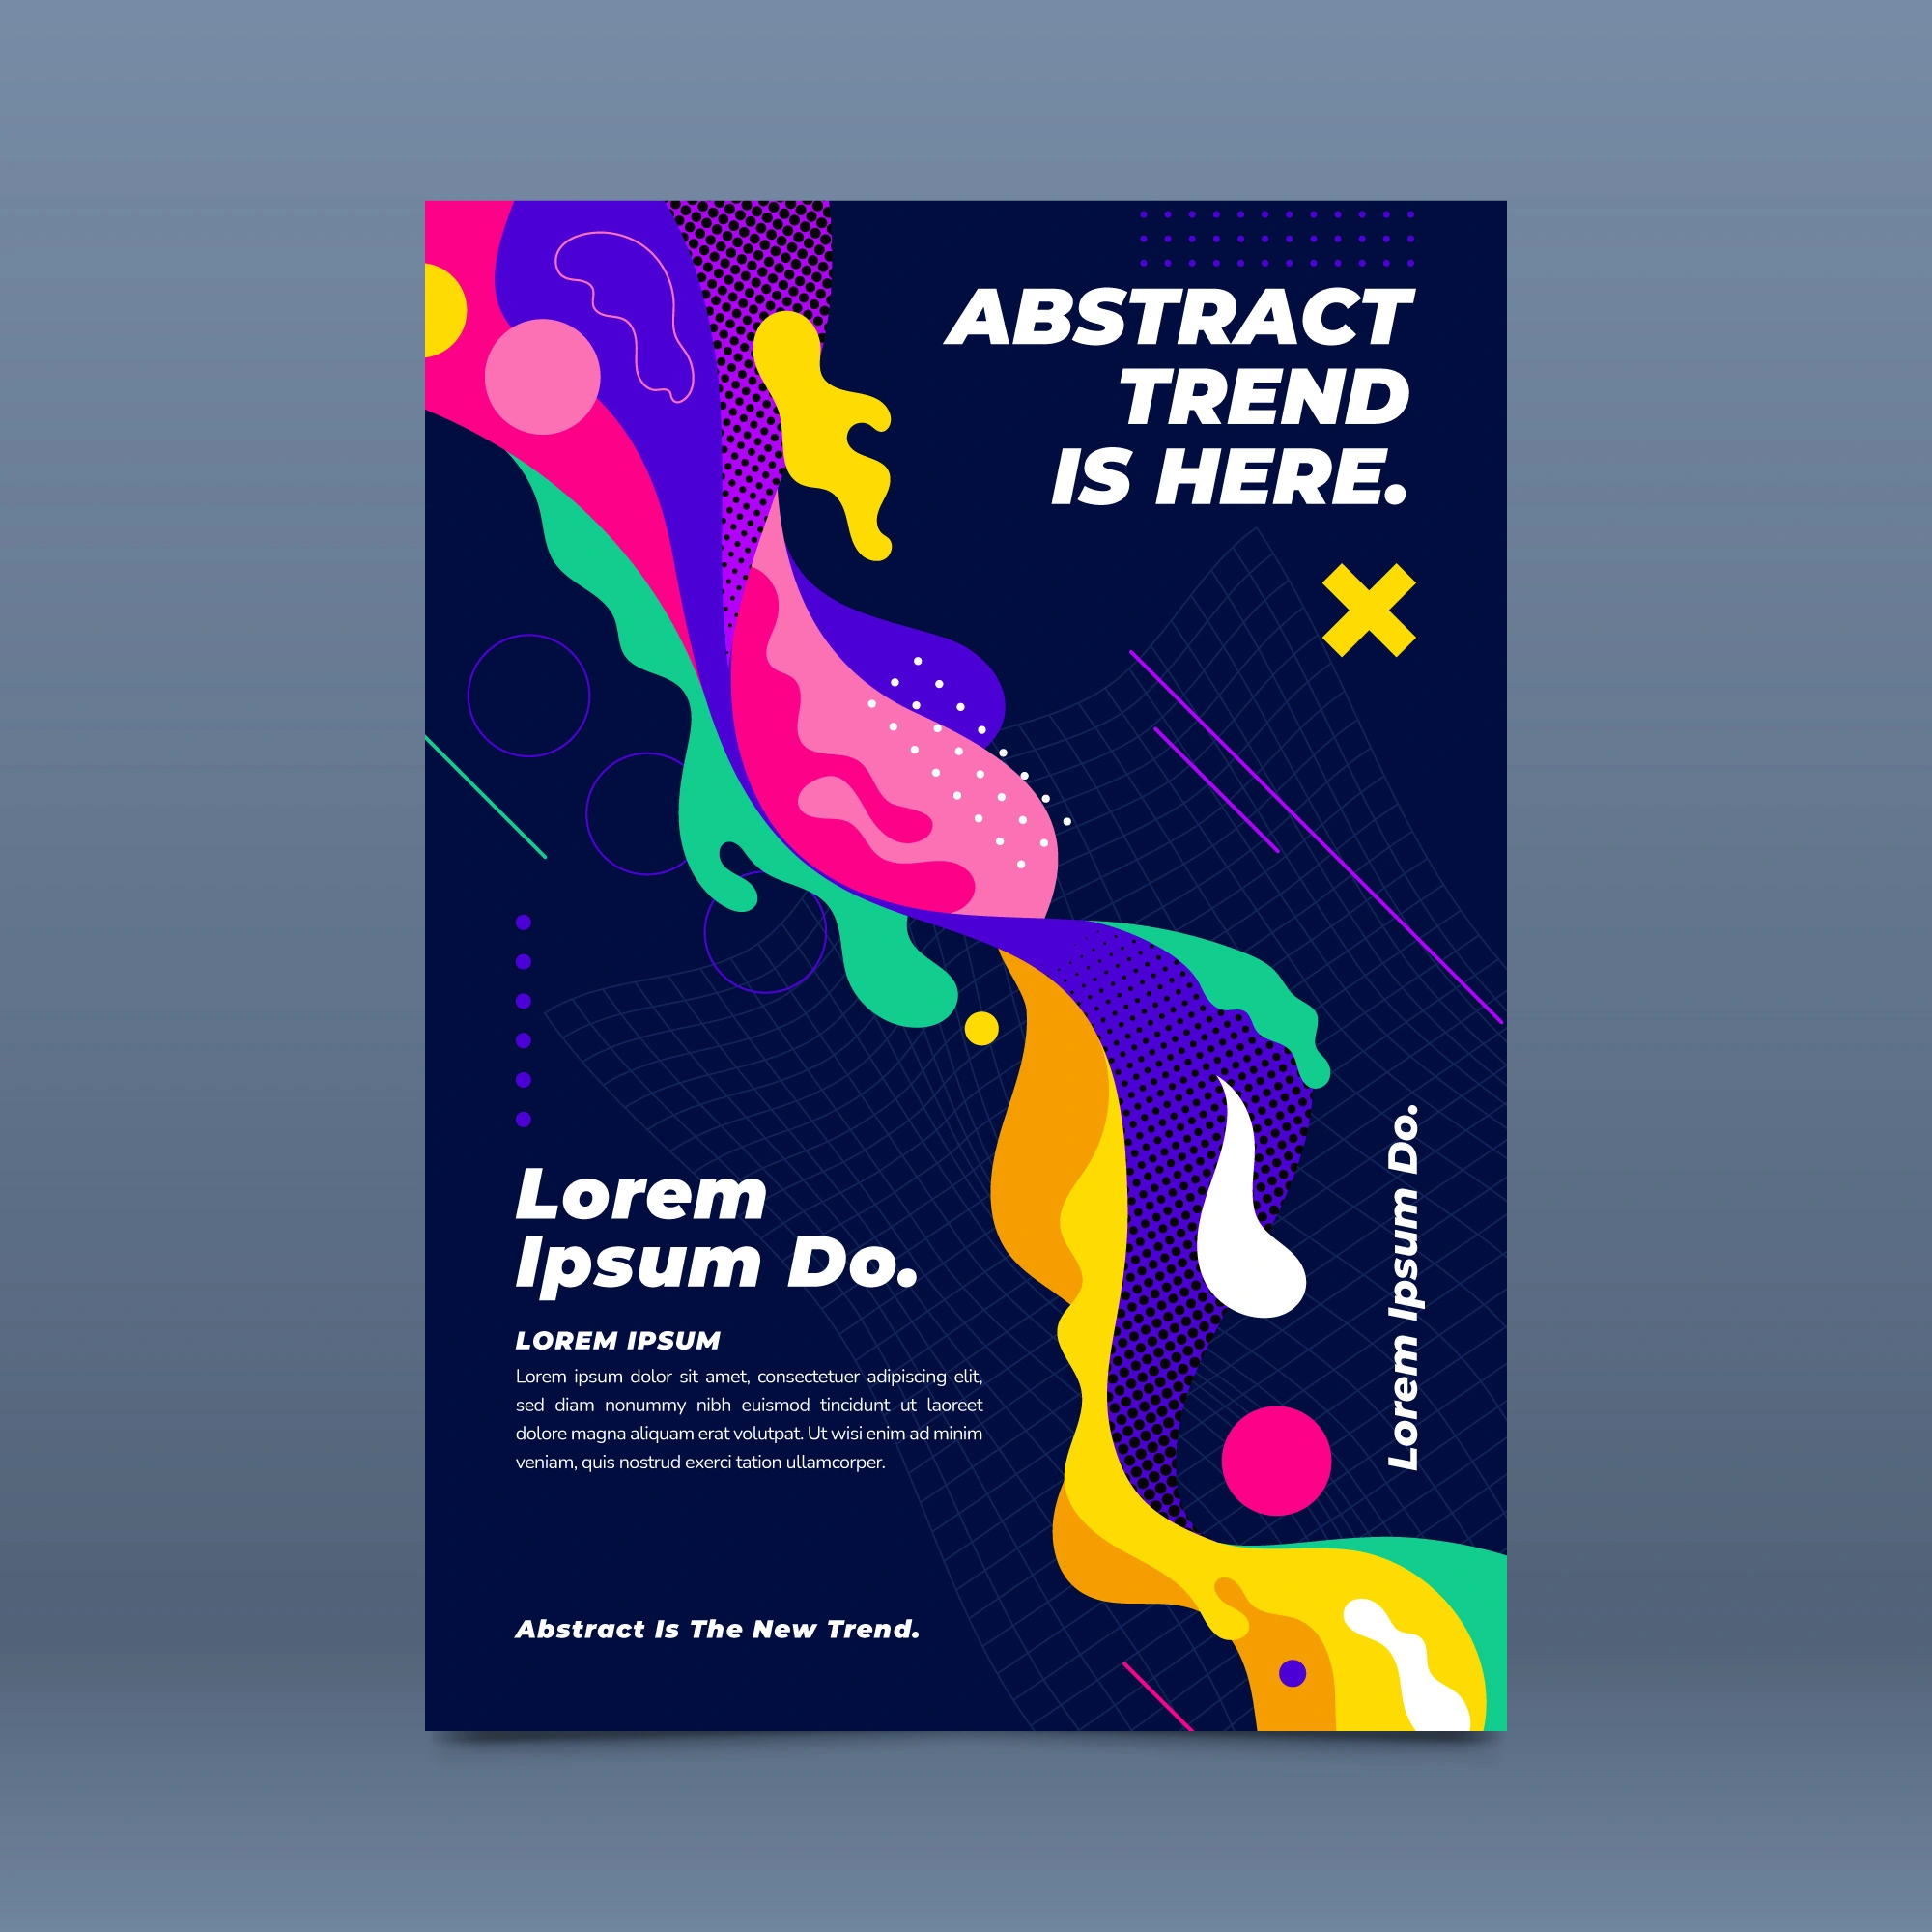 ABSTRACT
TREND
IS HERE.
Lorem
Ipsum Do.
LOREM IPSUM
Lorem ipsum dolor sit amet, consectetuer adipiscing elit,
sed diam nonummy nibh euismod tincidunt ut laoreet
dolore magna aliquam erat volutpat. Ut wisi enim ad minim
veniam, quis nostrud exerci tation ullamcorper.
Abstract Is The New Trend.
Lorem Ipsum Do.